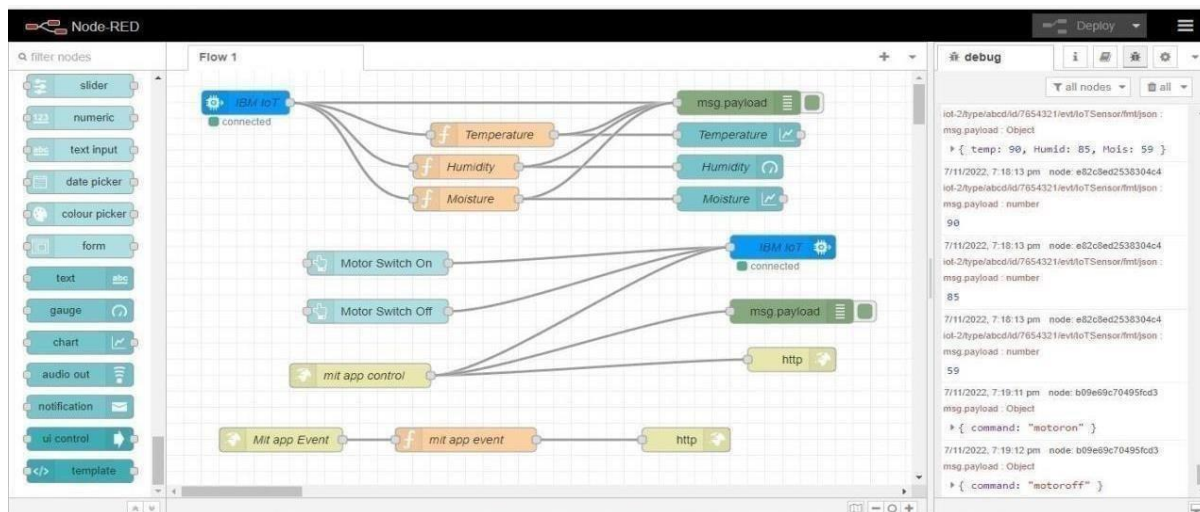 Node-RED
Deploy
filter nodes
Flow 1
debug
i
all nodes
all
slider
123 numeric
abc text input
date picker
colour picker
form
text abc
gauge
chart
audio out
notification
ui control
</> template
IBM IoT
connected
f Temperature
f Humidity
f Moisture
msg.payload
Temperature
Humidity
Moisture
Motor Switch On
Motor Switch Off
mit app control
IBM IoT
connected
msg.payload
http
Mit app Event
f mit app event
http
iot-2/type/abcd/id/7654321/evt/IoTSensor/fmt/json :
msg.payload : Object
{ temp: 90, Humid: 85, Mois: 59 }
7/11/2022, 7:18:13 pm node: e82c8ed2538304c4
iot-2/type/abcd/id/7654321/evt/IoTSensor/fmt/json :
msg.payload : number
90
7/11/2022, 7:18:13 pm node: e82c8ed2538304c4
iot-2/type/abcd/id/7654321/evt/IoTSensor/fmt/json :
msg.payload : number
85
7/11/2022, 7:18:13 pm node: e82c8ed2538304c4
iot-2/type/abcd/id/7654321/evt/IoTSensor/fmt/json :
msg.payload : number
59
7/11/2022, 7:19:11 pm node: b09e69c70495fcd3
msg.payload : Object
{ command: "motoron" }
7/11/2022, 7:19:12 pm node: b09e69c70495fcd3
msg.payload : Object
{ command: "motoroff" }